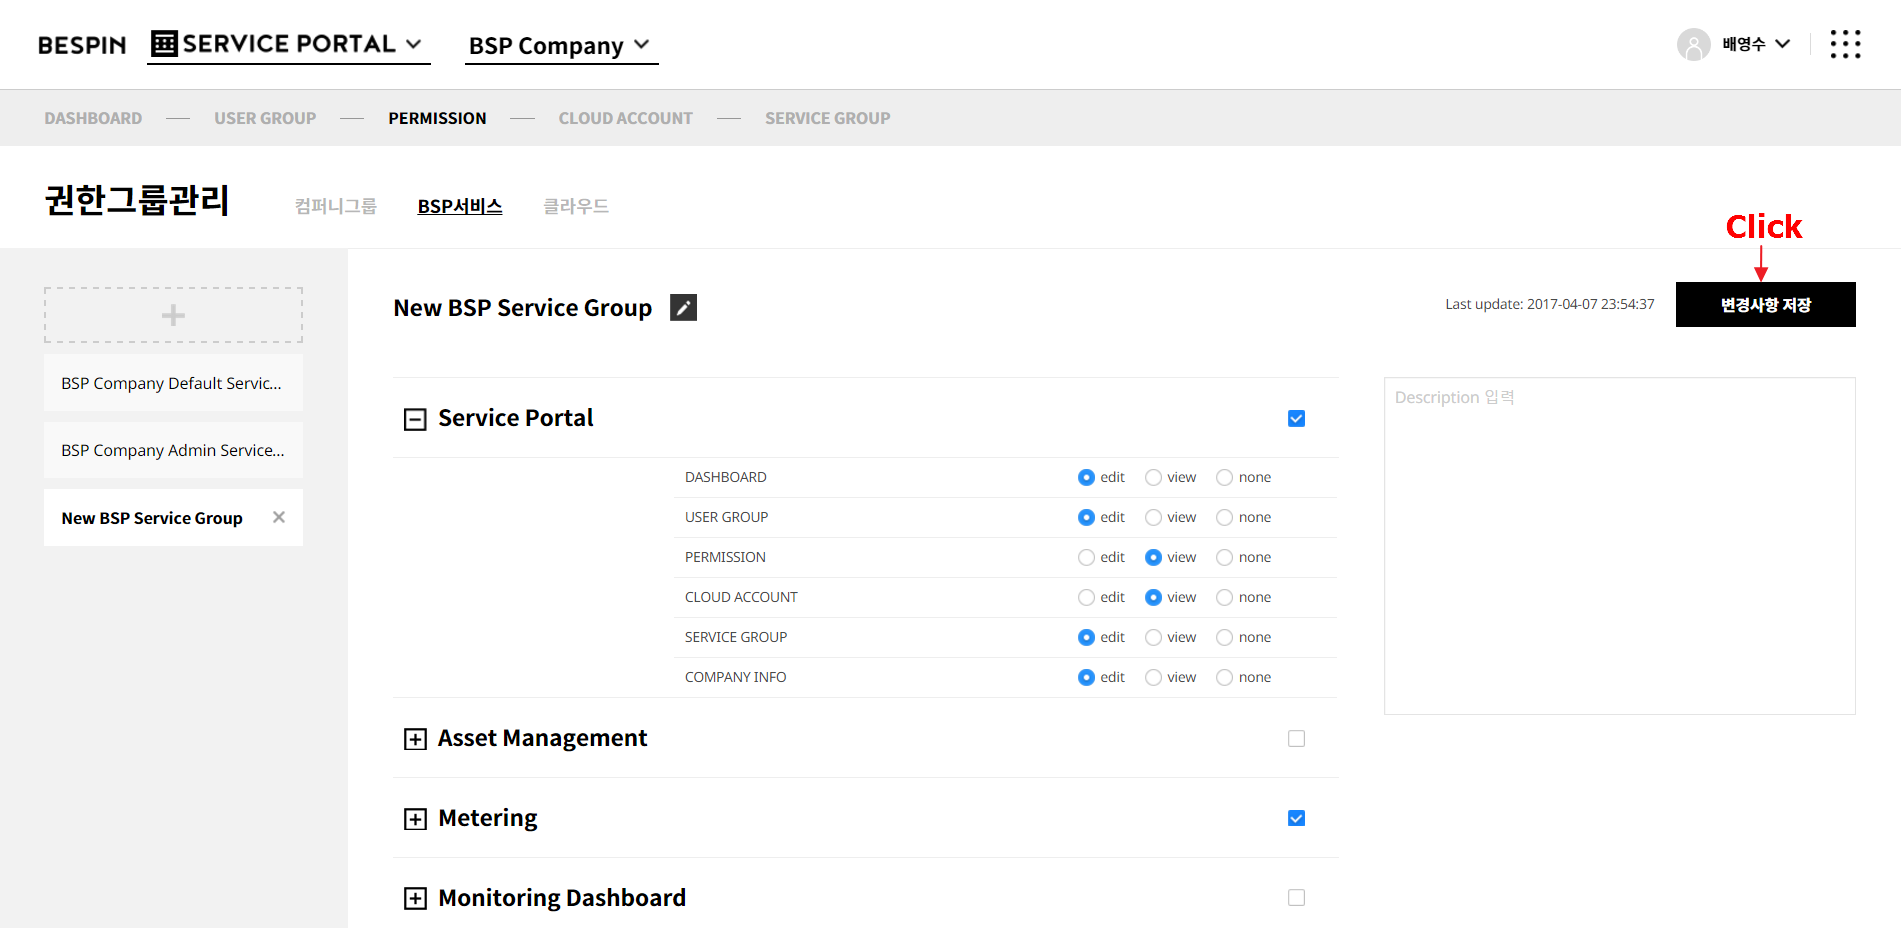 BESPIN SERVICE PORTAL BSP Company 배영수
DASHBOARD USER GROUP PERMISSION CLOUD ACCOUNT SERVICE GROUP
권한그룹관리 컴퍼니그룹 BSP서비스 클라우드
Click
New BSP Service Group Last update: 2017-04-07 23:54:37 변경사항 저장
BSP Company Default Servic...
BSP Company Admin Service...
New BSP Service Group
Description 입력
Service Portal
DASHBOARD edit view none
USER GROUP edit view none
PERMISSION edit view none
CLOUD ACCOUNT edit view none
SERVICE GROUP edit view none
COMPANY INFO edit view none
Asset Management
Metering
Monitoring Dashboard